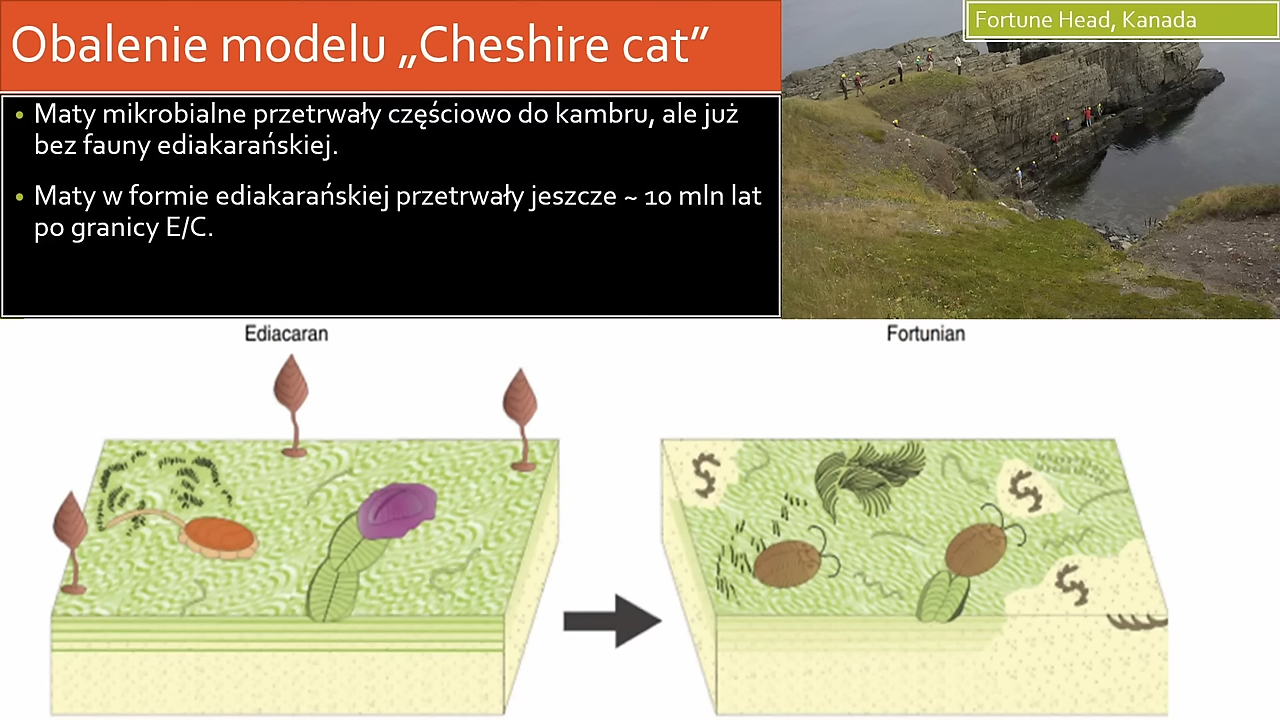 Obalenie modelu „Cheshire cat”
Fortune Head, Kanada
• Maty mikrobialne przetrwały częściowo do kambru, ale już
bez fauny ediakarańskiej.
• Maty w formie ediakarańskiej przetrwały jeszcze ~ 10 mln lat
po granicy E/C.
Ediacaran
Fortunian